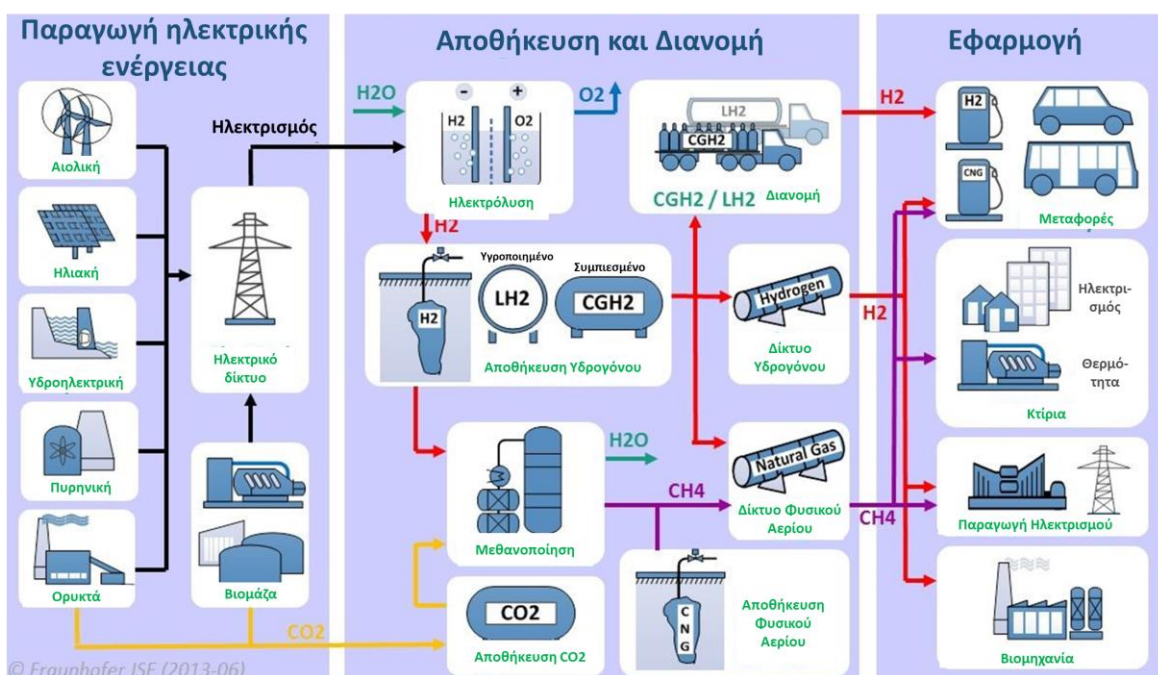 Παραγωγή ηλεκτρικής
ενέργειας
Αιολική
Ηλιακή
Υδροηλεκτρική
Πυρηνική
Ορυκτά
Ηλεκτρισμός
Ηλεκτρικό
δίκτυο
Βιομάζα
CO2
© Fraunhofer ISE (2013-06)
Αποθήκευση και Διανομή
H2O
-
+
O2
H2
O2
Ηλεκτρόλυση
H2
LH2
CGH2
CGH2 / LH2
Διανομή
H2
Υγροποιημένο
LH2
Συμπιεσμένο
CGH2
Αποθήκευση Υδρογόνου
Hydrogen
Δίκτυο
Υδρογόνου
Μεθανοποίηση
H2O
CH4
Natural Gas
Δίκτυο Φυσικού
Αερίου
CO2
Αποθήκευση CO2
CNG
Αποθήκευση
Φυσικού
Αερίου
Εφαρμογή
H2
H2
CNG
Μεταφορές
H2
Ηλεκτρι-
σμός
Θερμό-
τητα
Κτίρια
CH4
Παραγωγή Ηλεκτρισμού
Βιομηχανία